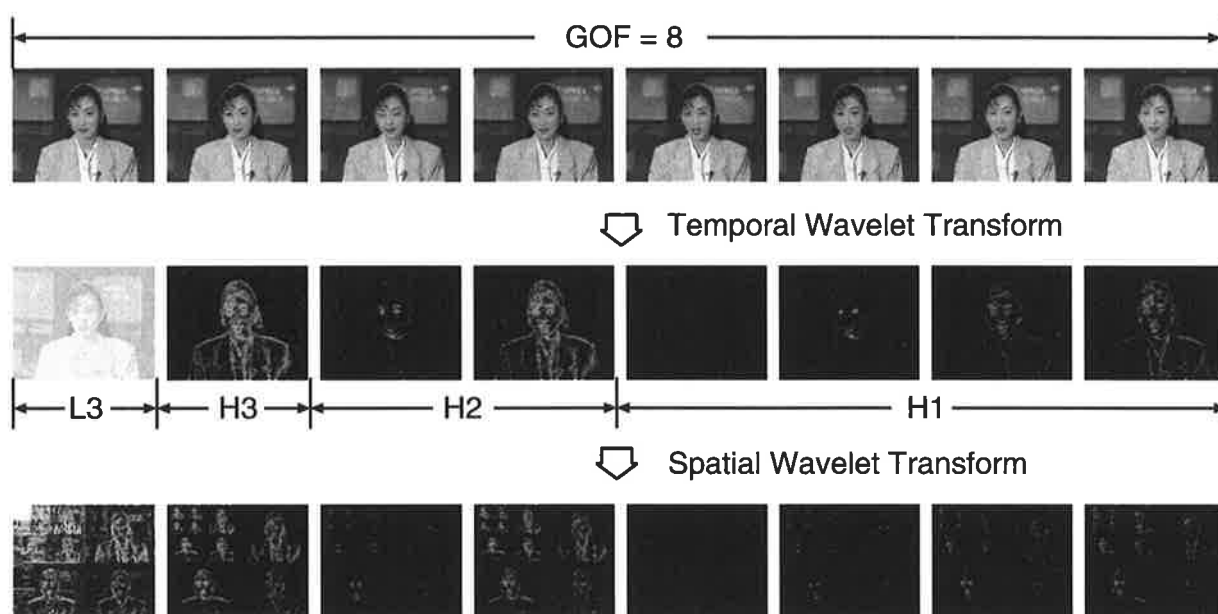 GOF = 8
Temporal Wavelet Transform
L3
H3
H2
H1
Spatial Wavelet Transform